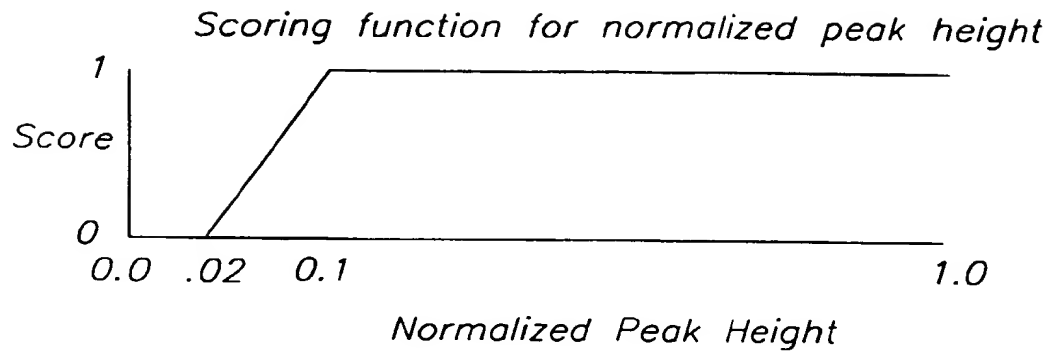 Scoring function for normalized peak height
1
Score
0
0.0 .02 0.1 1.0
Normalized Peak Height